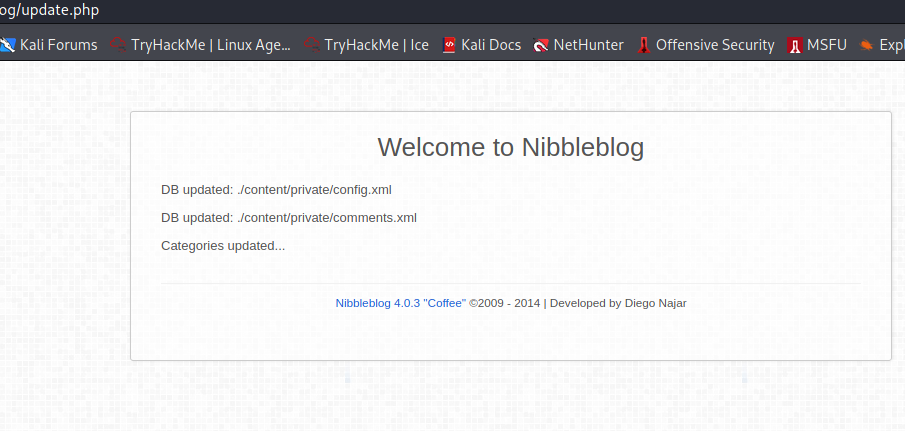 og/update.php
Kali Forums TryHackMe | Linux Age... TryHackMe | Ice Kali Docs NetHunter Offensive Security MSFU Expl
Welcome to Nibbleblog
DB updated: ./content/private/config.xml
DB updated: ./content/private/comments.xml
Categories updated...
Nibbleblog 4.0.3 "Coffee" ©2009 - 2014 | Developed by Diego Najar